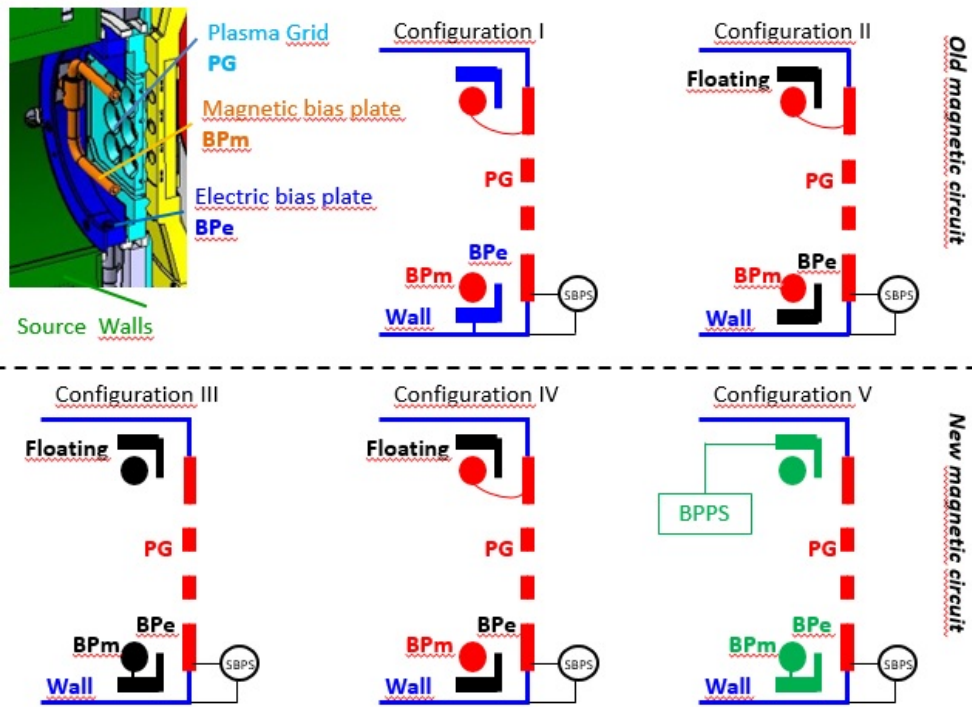 Plasma Grid
PG
Magnetic bias plate
BPm
Electric bias plate
BPe
Source Walls
Configuration I
PG
BPe
BPm
Wall
SBPS
Configuration II
Floating
PG
BPe
BPm
Wall
SBPS
Old magnetic circuit
Configuration III
Floating
PG
BPe
BPm
Wall
SBPS
Configuration IV
Floating
PG
BPe
BPm
Wall
SBPS
Configuration V
BPPS
PG
BPe
BPm
Wall
SBPS
New magnetic circuit